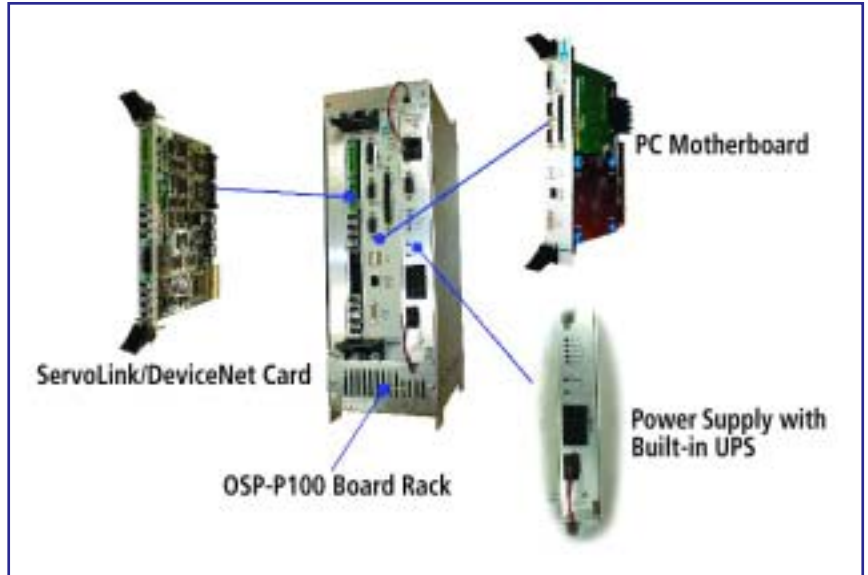 PC Motherboard
ServoLink/DeviceNet Card
Power Supply with
Built-in UPS
OSP-P100 Board Rack